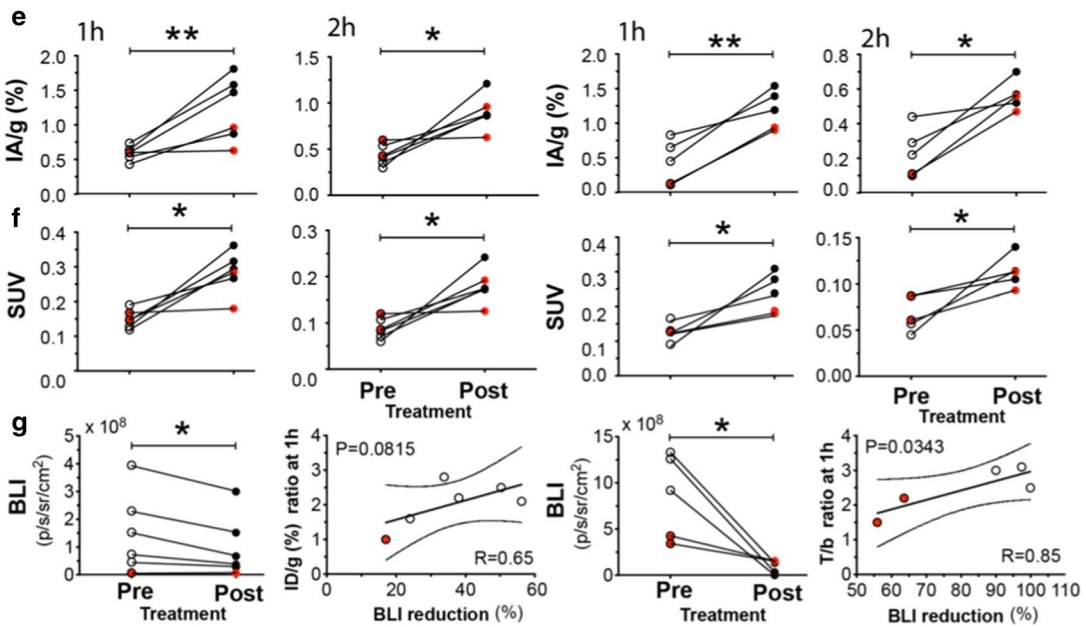 e
1h
**
IA/g (%)
2.0
1.5
1.0
0.5
0.0
2h
*
1.5
1.0
0.5
0.0
1h
**
IA/g (%)
2.0
1.5
1.0
0.5
0.0
2h
*
0.8
0.6
0.4
0.2
0.0
f
*
SUV
0.4
0.3
0.2
0.1
0.0
*
0.3
0.2
0.1
0.0
Pre Post
Treatment
*
SUV
0.4
0.3
0.2
0.1
0.0
*
0.15
0.10
0.05
0.00
Pre Post
Treatment
g
x 10⁸
*
BLI
(p/s/sr/cm²)
5
4
3
2
1
0
Pre Post
Treatment
ID/g (%) ratio at 1h
4
3
2
1
0
P=0.0815
R=0.65
0 20 40 60
BLI reduction (%)
x 10⁸
*
BLI
(p/s/sr/cm²)
15
10
5
0
Pre Post
Treatment
T/b ratio at 1h
4
3
2
1
0
P=0.0343
R=0.85
50 60 70 80 90 100 110
BLI reduction (%)